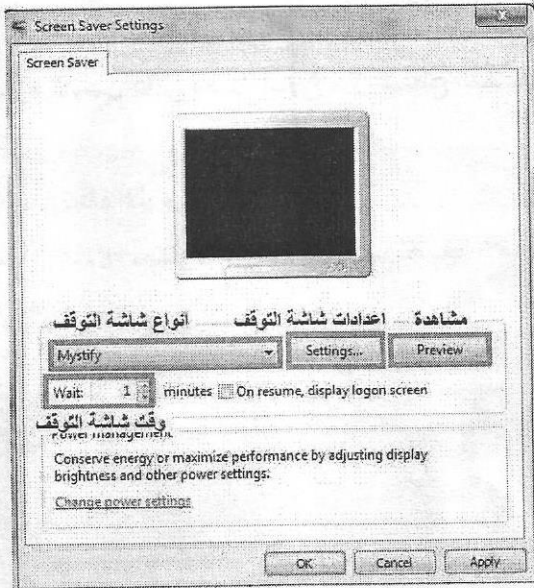 Screen Saver Settings
Screen Saver
انواع شاشة التوقف اعدادات شاشة التوقف مشاهدة
Mystify Settings... Preview
Wait: 1 minutes On resume, display logon screen
وقت شاشة التوقف
Power management
Conserve energy or maximize performance by adjusting display
brightness and other power settings.
Change power settings
OK Cancel Apply